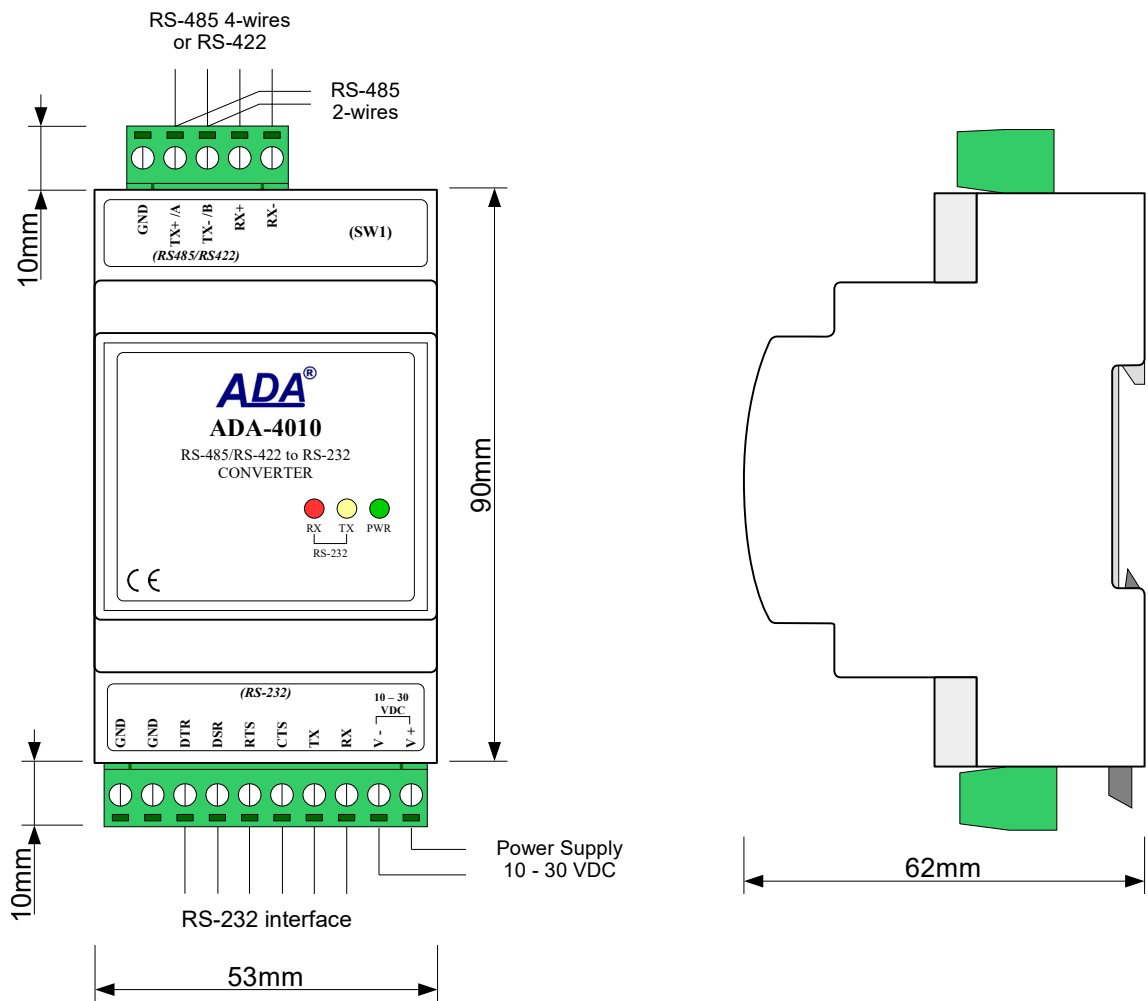 RS-485 4-wires
or RS-422
RS-485
2-wires
10mm
GND
TX+ /A
TX- /B
RX+
RX-
(SW1)
(RS485/RS422)
ADA®
ADA-4010
RS-485/RS-422 to RS-232
CONVERTER
RX TX PWR
RS-232
CE
90mm
(RS-232)
10 – 30
VDC
GND
GND
DTR
DSR
RTS
CTS
TX
RX
V -
V +
10mm
Power Supply
10 - 30 VDC
RS-232 interface
53mm
62mm